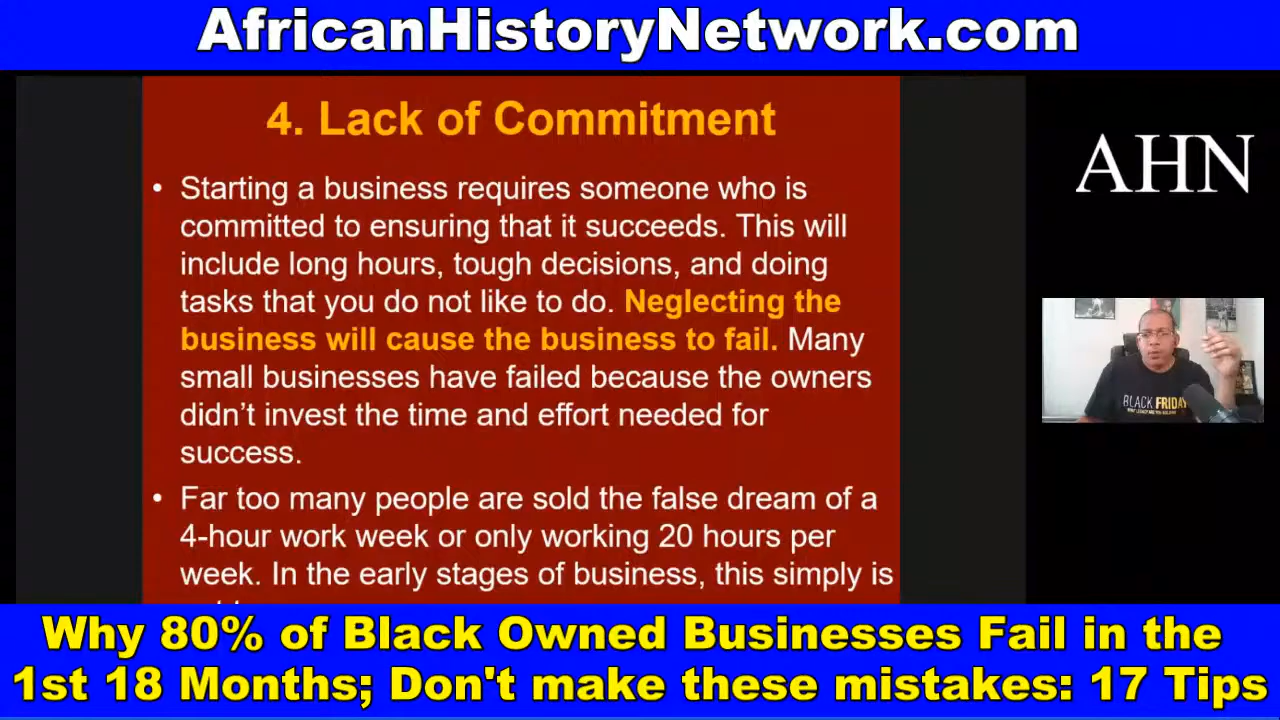 AfricanHistoryNetwork.com
4. Lack of Commitment
AHN
• Starting a business requires someone who is
committed to ensuring that it succeeds. This will
include long hours, tough decisions, and doing
tasks that you do not like to do. Neglecting the
business will cause the business to fail. Many
small businesses have failed because the owners
didn't invest the time and effort needed for
success.
• Far too many people are sold the false dream of a
4-hour work week or only working 20 hours per
week. In the early stages of business, this simply is
BLACK FRIDAY
Why 80% of Black Owned Businesses Fail in the
1st 18 Months; Don't make these mistakes: 17 Tips